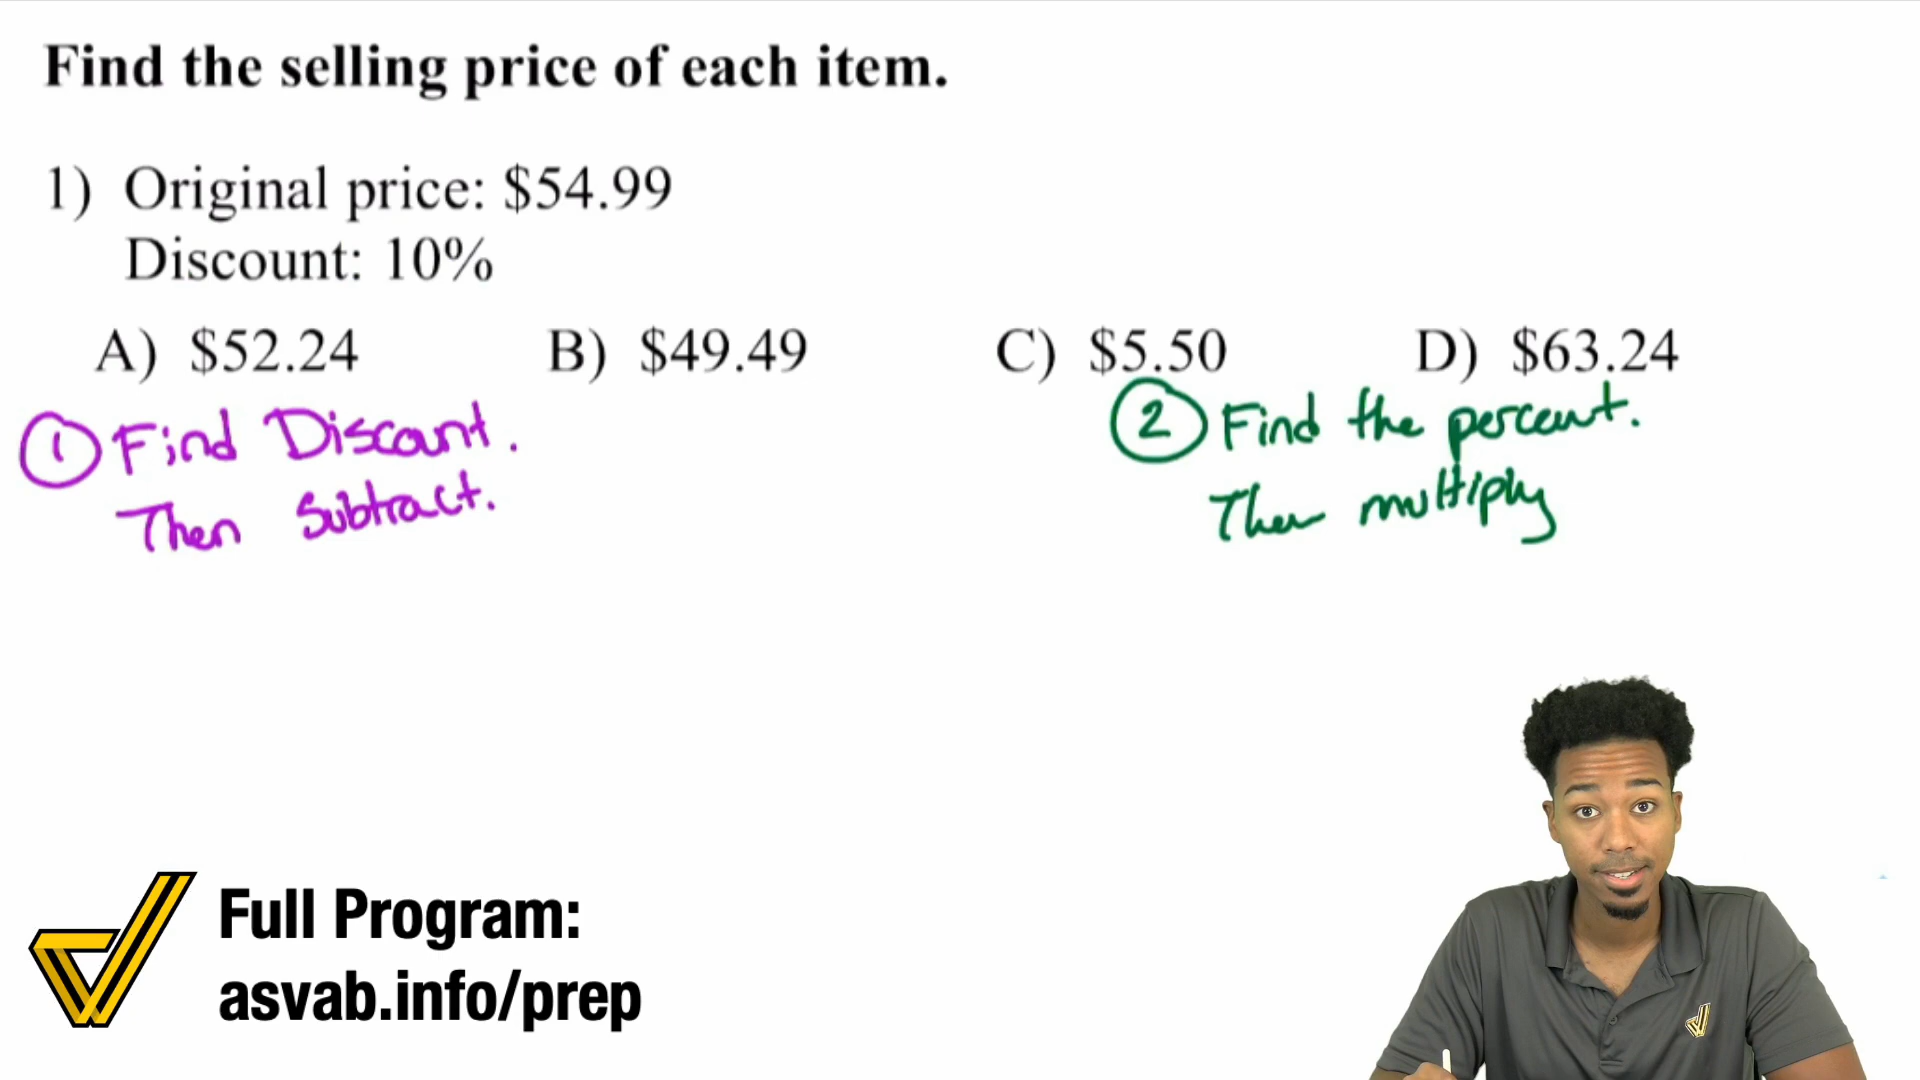 Find the selling price of each item.
1) Original price: $54.99
Discount: 10%
A) $52.24 B) $49.49 C) $5.50 D) $63.24
1 Find Discount.
Then Subtract.
2 Find the percent.
Then multiply
Full Program:
asvab.info/prep